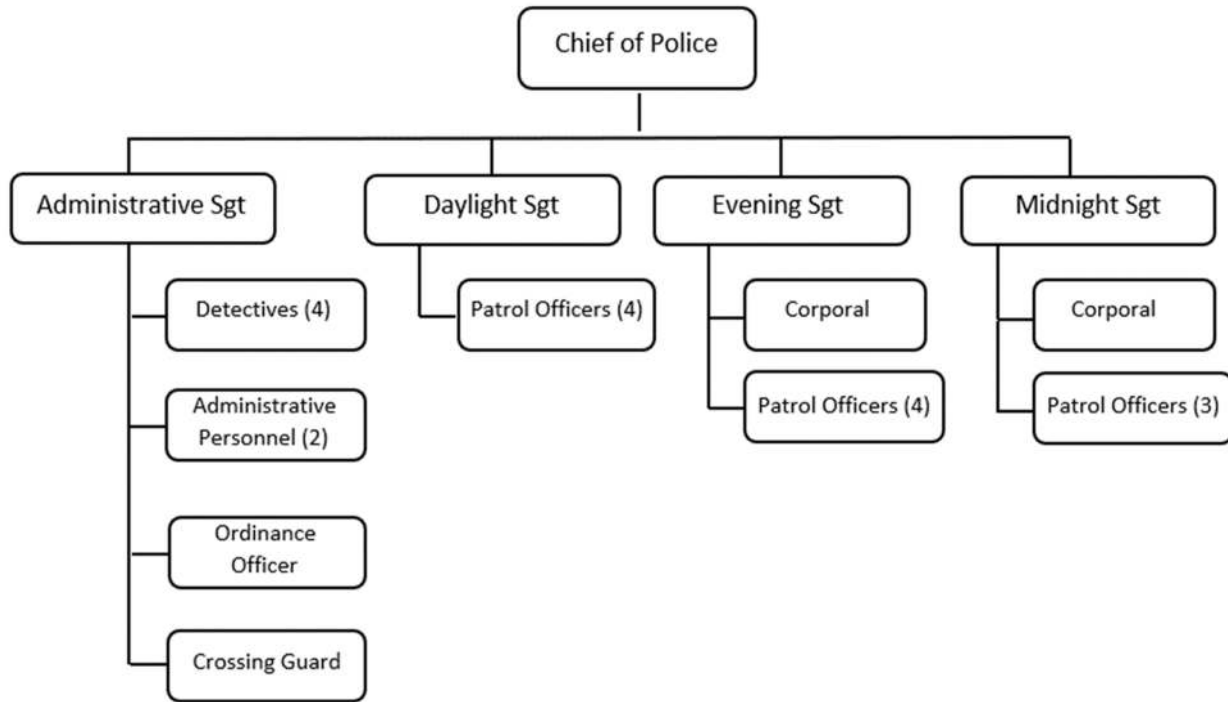 Chief of Police
Administrative Sgt
Daylight Sgt
Evening Sgt
Midnight Sgt
Detectives (4)
Patrol Officers (4)
Corporal
Corporal
Administrative
Personnel (2)
Patrol Officers (4)
Patrol Officers (3)
Ordinance
Officer
Crossing Guard